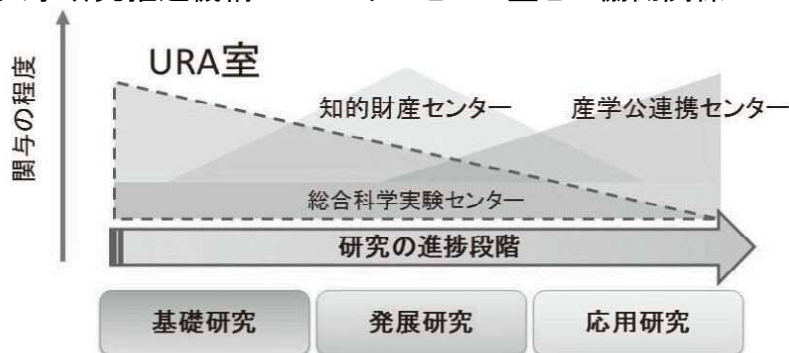 URA室
関与の程度
知的財産センター
産学公連携センター
総合科学実験センター
研究の進捗段階
基礎研究
発展研究
応用研究